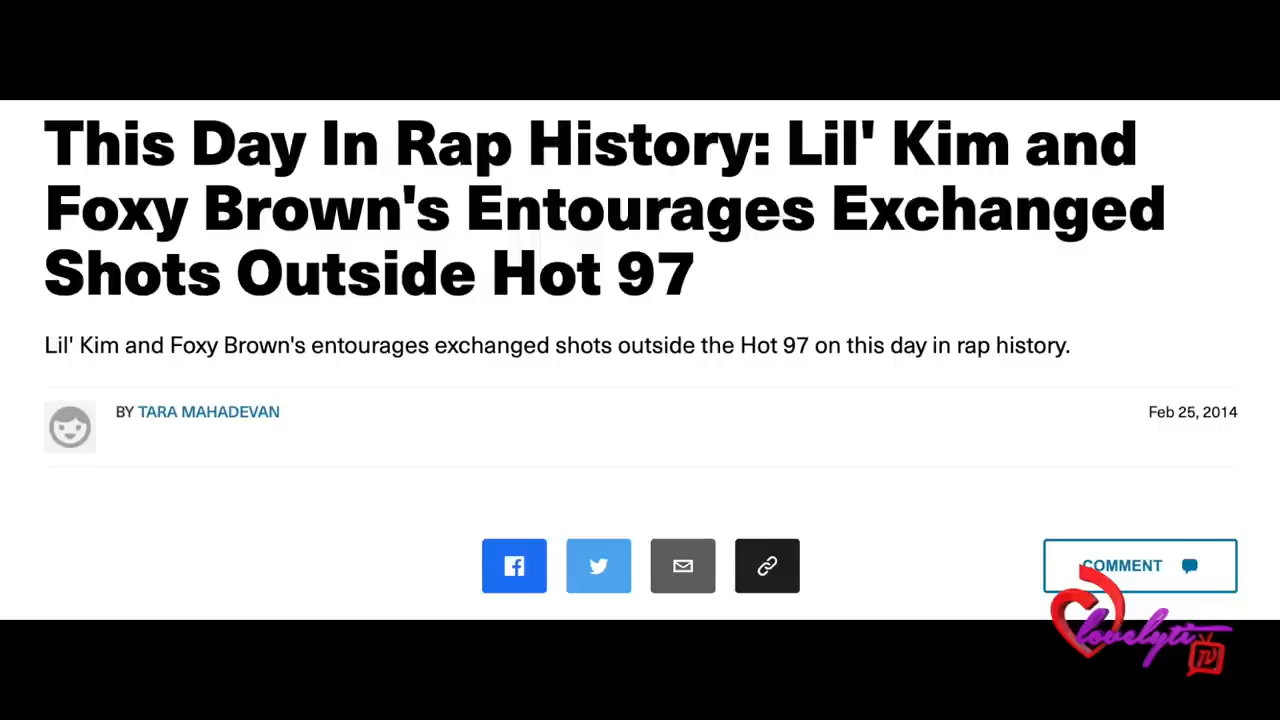 This Day In Rap History: Lil' Kim and
Foxy Brown's Entourages Exchanged
Shots Outside Hot 97
Lil' Kim and Foxy Brown's entourages exchanged shots outside the Hot 97 on this day in rap history.
BY TARA MAHADEVAN
Feb 25, 2014
COMMENT
lovelyti
TV